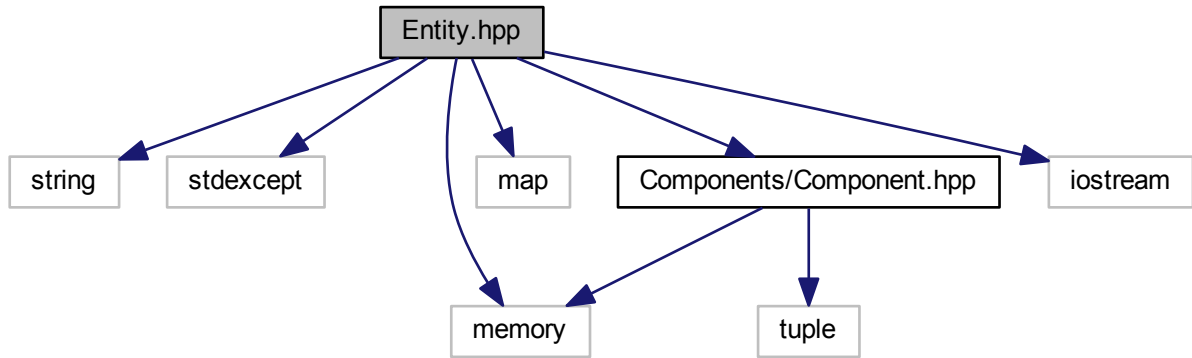 Entity.hpp
string
stdexcept
map
Components/Component.hpp
iostream
memory
tuple